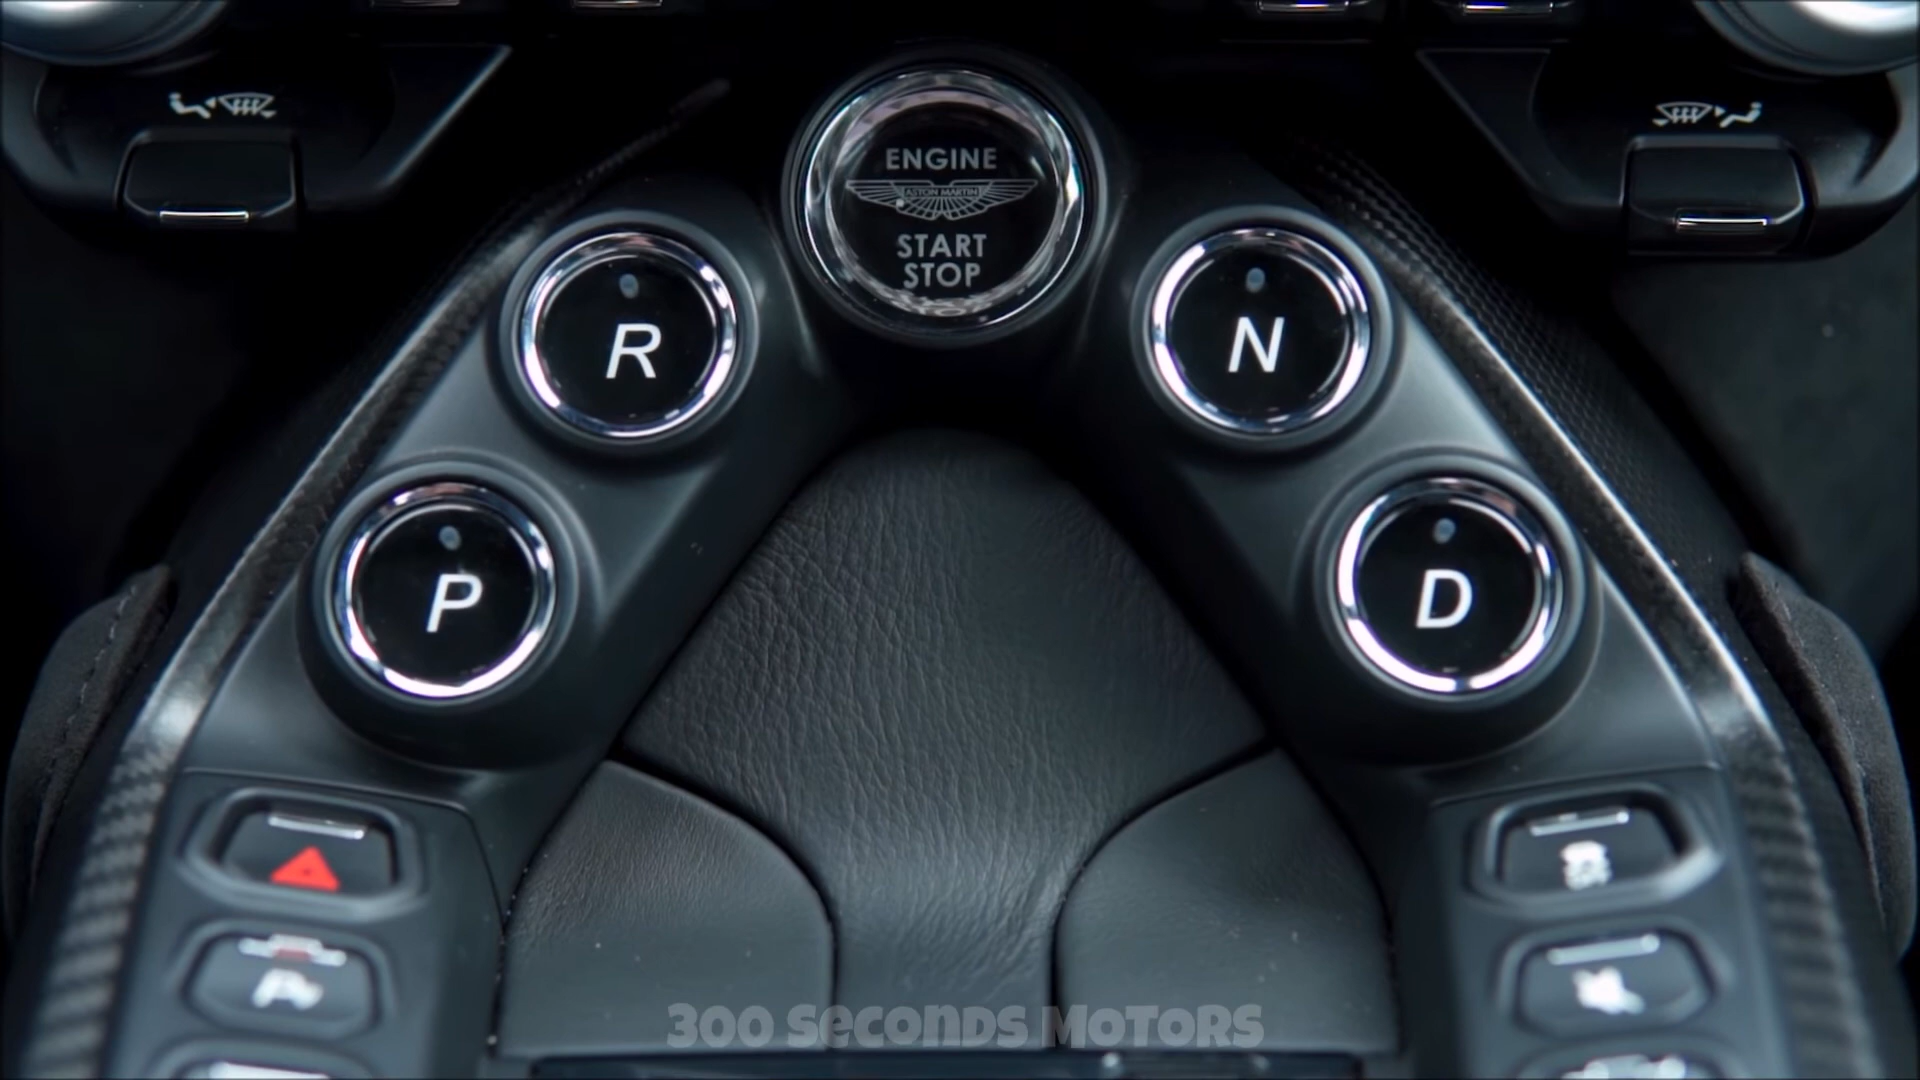 ENGINE
ASTON MARTIN
START
STOP
R
N
P
D
300 SECONDS MOTORS